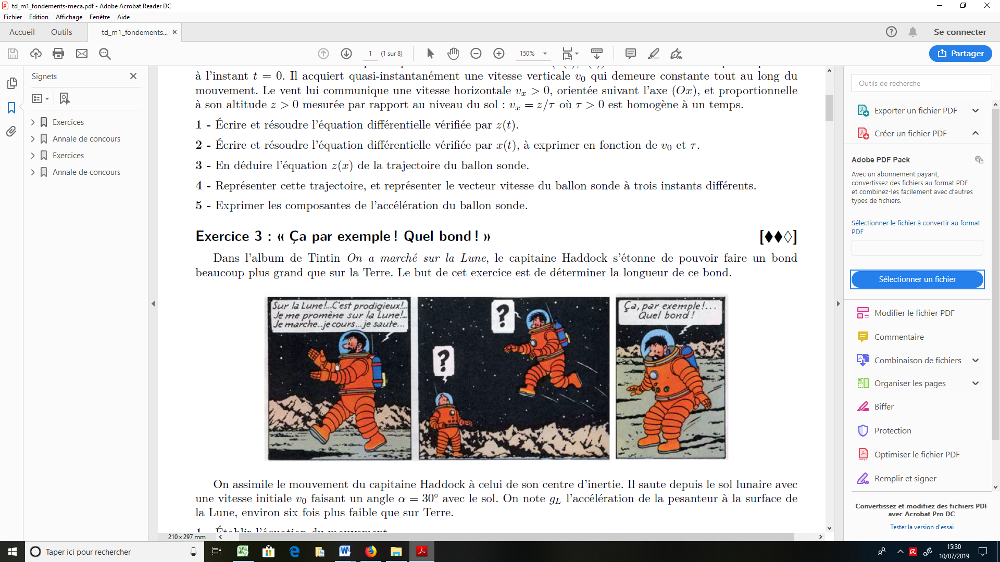 td_m1_fondements-meca.pdf - Adobe Acrobat Reader DC
Fichier Edition Affichage Fenêtre Aide
Accueil Outils td_m1_fondements... × Se connecter
1 (1 sur 8) 150% Partager
Signets
Exercices
Annale de concours
Exercices
Annale de concours
à l'instant t = 0. Il acquiert quasi-instantanément une vitesse verticale v₀ qui demeure constante tout au long du
mouvement. Le vent lui communique une vitesse horizontale vₓ > 0, orientée suivant l'axe (Ox), et proportionnelle
à son altitude z > 0 mesurée par rapport au niveau du sol : vₓ = z/τ où τ > 0 est homogène à un temps.
1 - Écrire et résoudre l'équation différentielle vérifiée par z(t).
2 - Écrire et résoudre l'équation différentielle vérifiée par x(t), à exprimer en fonction de v₀ et τ.
3 - En déduire l'équation z(x) de la trajectoire du ballon sonde.
4 - Représenter cette trajectoire, et représenter le vecteur vitesse du ballon sonde à trois instants différents.
5 - Exprimer les composantes de l'accélération du ballon sonde.
Exercice 3 : « Ça par exemple ! Quel bond ! » [♦♦♢]
Dans l'album de Tintin On a marché sur la Lune, le capitaine Haddock s'étonne de pouvoir faire un bond
beaucoup plus grand que sur la Terre. Le but de cet exercice est de déterminer la longueur de ce bond.
Sur la Lune!...C'est prodigieux!...
Je me promène sur la Lune!...
Je marche...je cours...je saute...
?
?
Ça, par exemple!...
Quel bond!
On assimile le mouvement du capitaine Haddock à celui de son centre d'inertie. Il saute depuis le sol lunaire avec
une vitesse initiale v₀ faisant un angle α = 30° avec le sol. On note g_L l'accélération de la pesanteur à la surface de
la Lune, environ six fois plus faible que sur Terre.
1 - Établir l'équation du mouvement
210 x 297 mm
Outils de recherche
Exporter un fichier PDF
Créer un fichier PDF
Adobe PDF Pack
Avec un abonnement payant,
convertissez des fichiers au format PDF
et combinez-les facilement avec d'autres
types de fichiers.
Sélectionner le fichier à convertir au format
PDF
Sélectionner un fichier
Modifier le fichier PDF
Commentaire
Combinaison de fichiers
Organiser les pages
Biffer
Protection
Optimiser le fichier PDF
Remplir et signer
Convertissez et modifiez des fichiers PDF
avec Acrobat Pro DC
Tester la version d'essai
Taper ici pour rechercher
15:30
10/07/2019